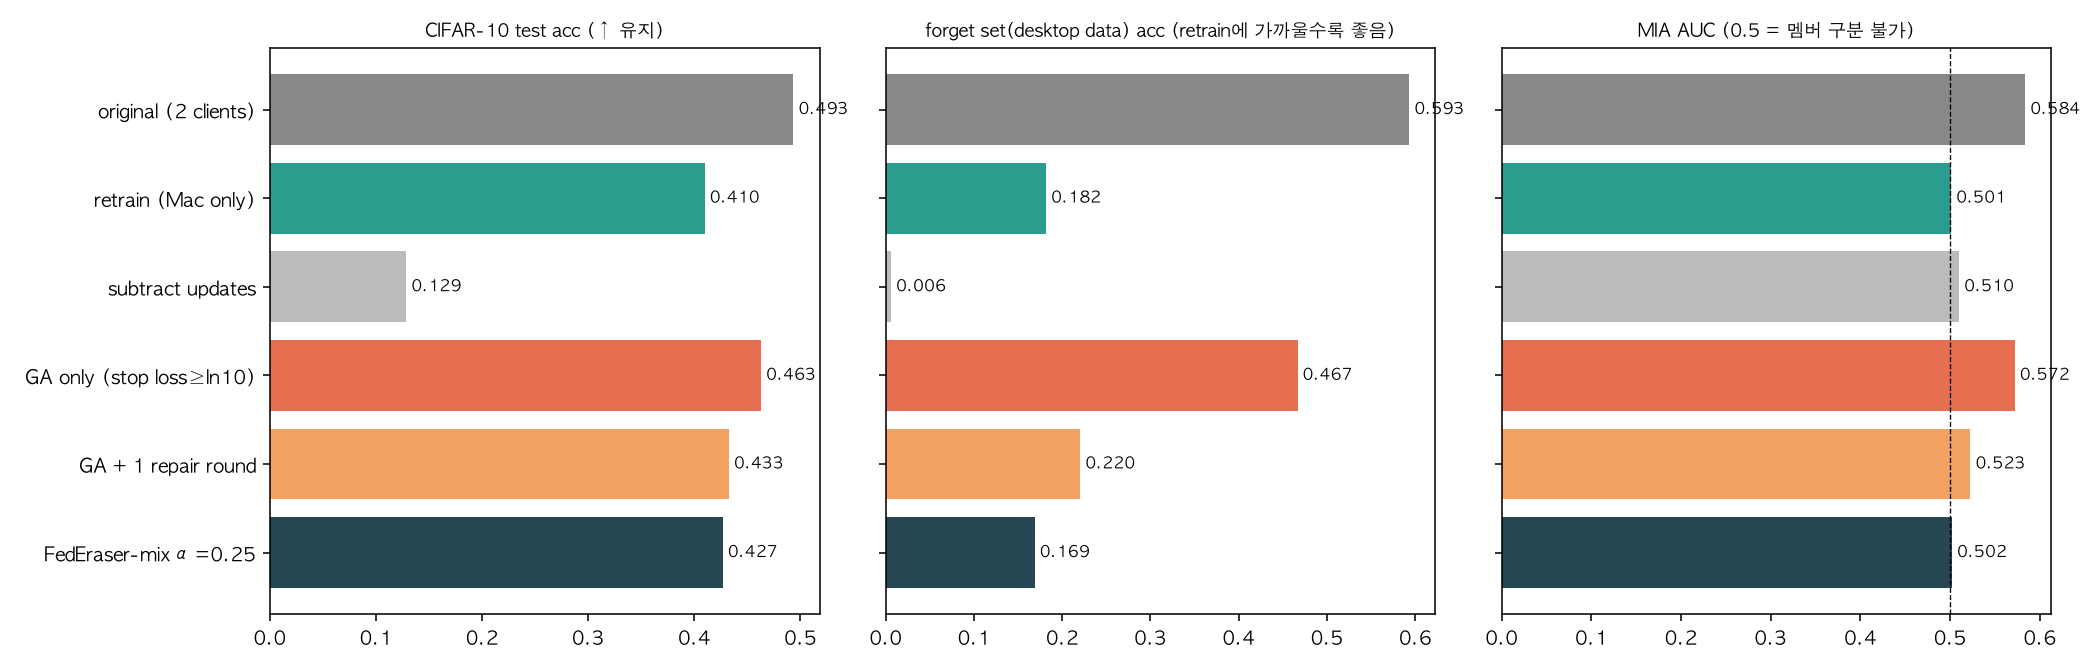 CIFAR-10 test acc (↑ 유지)
original (2 clients)
retrain (Mac only)
subtract updates
GA only (stop loss≥ln10)
GA + 1 repair round
FedEraser-mix α =0.25
0.493
0.410
0.129
0.463
0.433
0.427
0.0 0.1 0.2 0.3 0.4 0.5
forget set(desktop data) acc (retrain에 가까울수록 좋음)
0.593
0.182
0.006
0.467
0.220
0.169
0.0 0.1 0.2 0.3 0.4 0.5 0.6
MIA AUC (0.5 = 멤버 구분 불가)
0.584
0.501
0.510
0.572
0.523
0.502
0.0 0.1 0.2 0.3 0.4 0.5 0.6